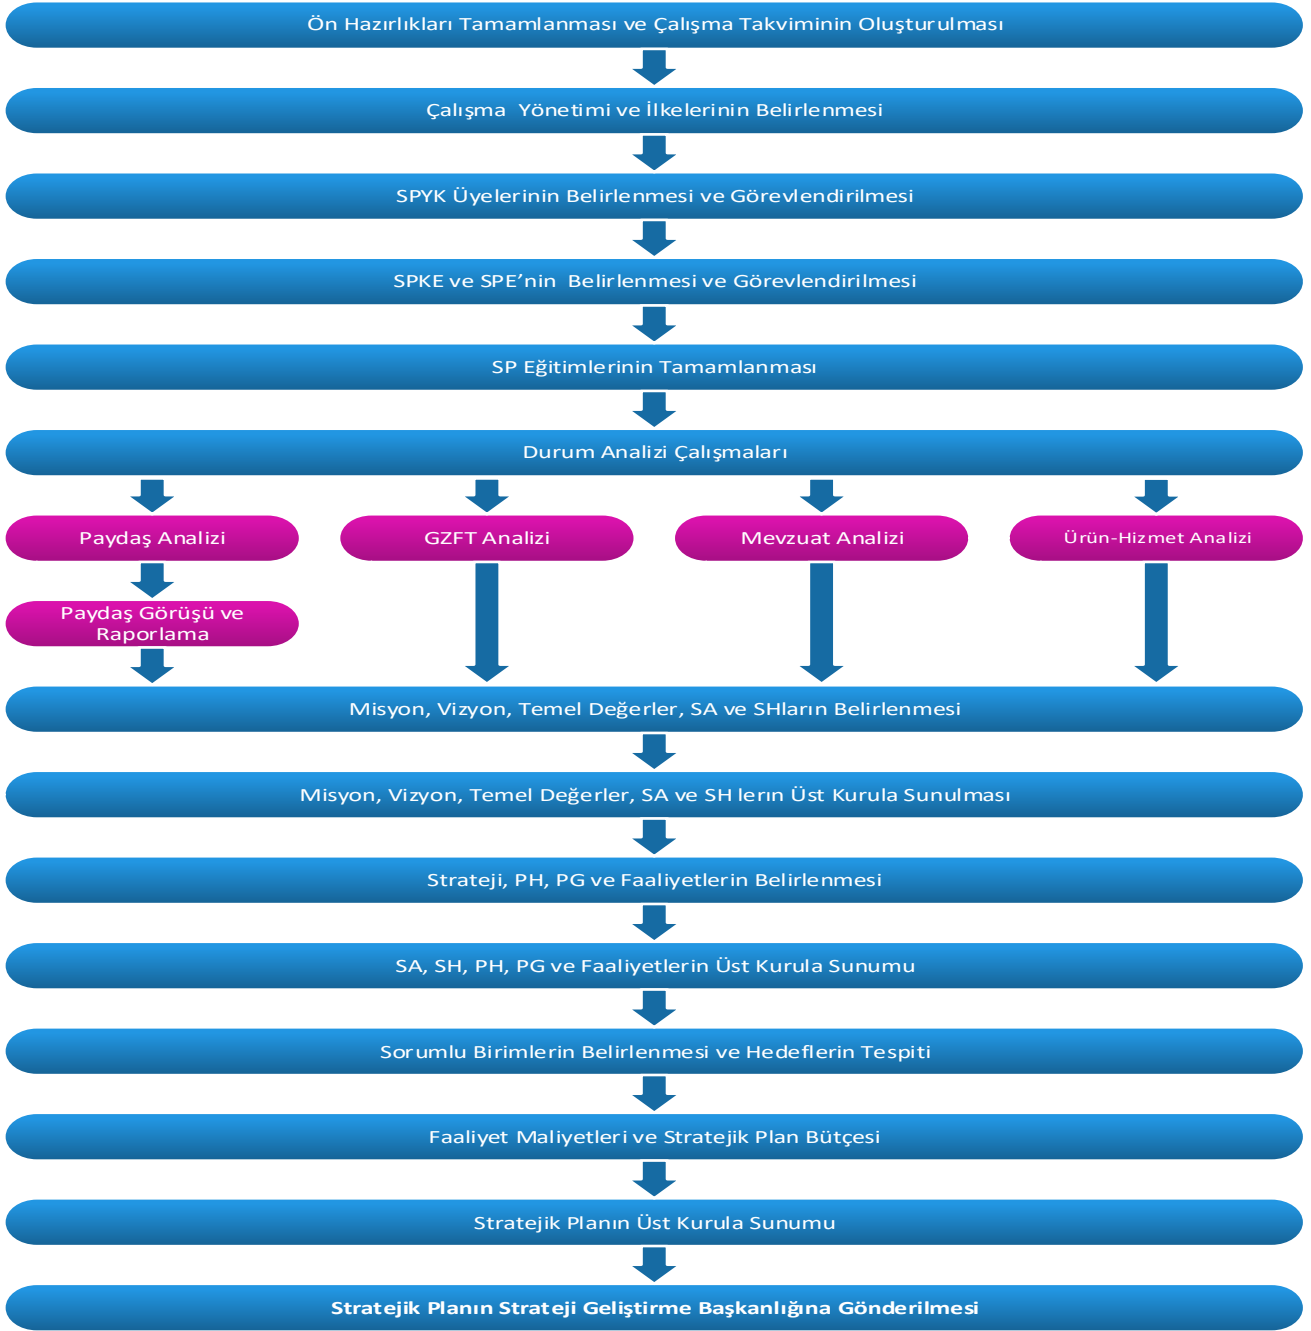 Ön Hazırlıkları Tamamlanması ve Çalışma Takviminin Oluşturulması
Çalışma Yönetimi ve İlkelerinin Belirlenmesi
SPYK Üyelerinin Belirlenmesi ve Görevlendirilmesi
SPKE ve SPE’nin Belirlenmesi ve Görevlendirilmesi
SP Eğitimlerinin Tamamlanması
Durum Analizi Çalışmaları
Paydaş Analizi
GZFT Analizi
Mevzuat Analizi
Ürün-Hizmet Analizi
Paydaş Görüşü ve
Raporlama
Misyon, Vizyon, Temel Değerler, SA ve SHların Belirlenmesi
Misyon, Vizyon, Temel Değerler, SA ve SH lerın Üst Kurula Sunulması
Strateji, PH, PG ve Faaliyetlerin Belirlenmesi
SA, SH, PH, PG ve Faaliyetlerin Üst Kurula Sunumu
Sorumlu Birimlerin Belirlenmesi ve Hedeflerin Tespiti
Faaliyet Maliyetleri ve Stratejik Plan Bütçesi
Stratejik Planın Üst Kurula Sunumu
Stratejik Planın Strateji Geliştirme Başkanlığına Gönderilmesi